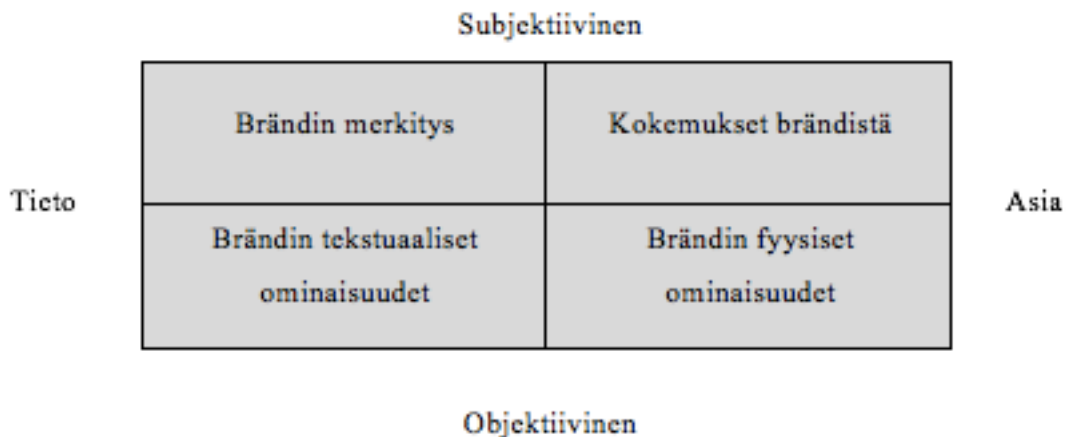 Subjektiivinen
Brändin merkitys
Kokemukset brändistä
Tieto
Asia
Brändin tekstuaaliset
ominaisuudet
Brändin fyysiset
ominaisuudet
Objektiivinen